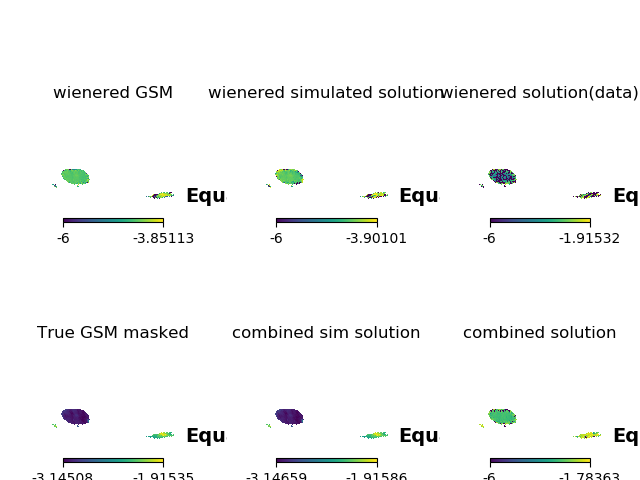 wienered GSM wienered simulated solution wienered solution(data)
Equ Equ Eq
-6 -3.85113 -6 -3.90101 -6 -1.91532
True GSM masked combined sim solution combined solution
Equ Equ Eq
-3.14508 -1.91535 -3.14659 -1.91586 -6 -1.78363